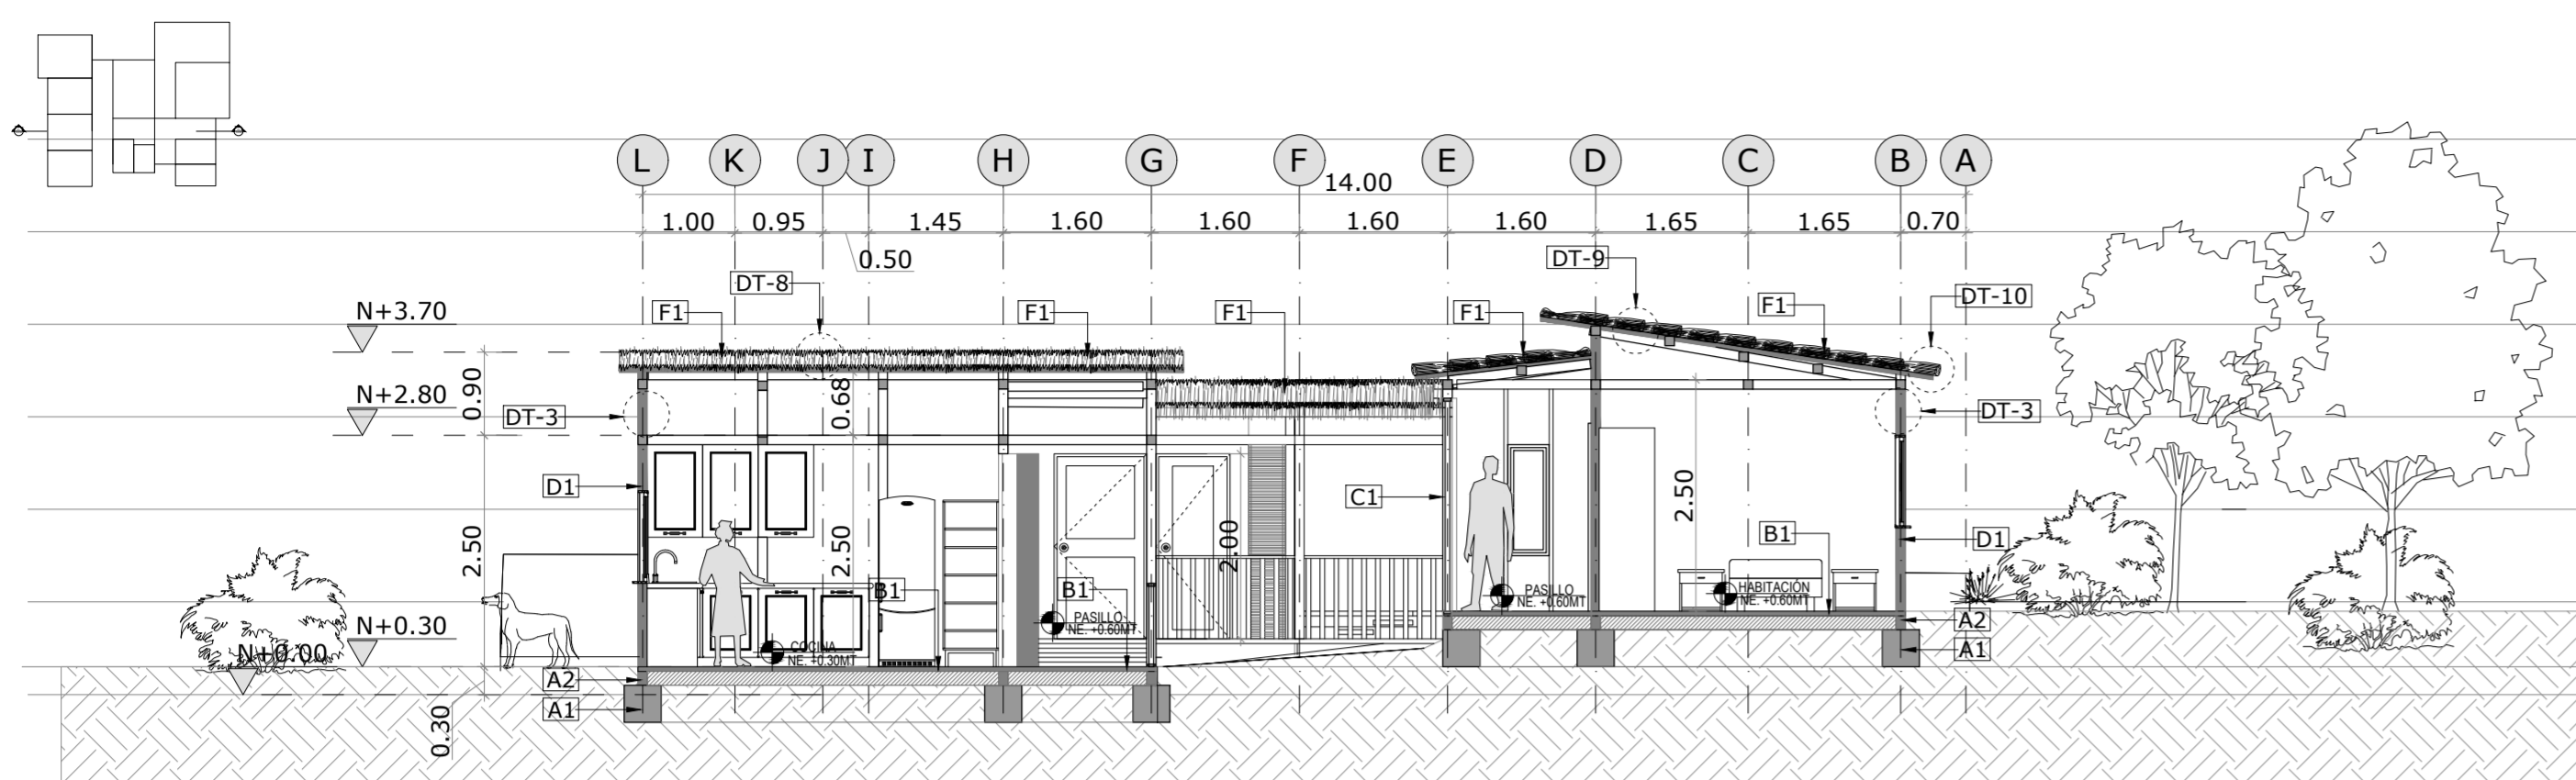 L K J I H G F E D C B A
14.00
1.00 0.95 1.45 1.60 1.60 1.60 1.60 1.65 1.65 0.70
0.50
DT-9
DT-8
DT-10
N+3.70
F1 F1 F1 F1 F1
N+2.80
0.90
0.68
DT-3
DT-3
D1
C1
2.50
2.50
2.50
2.00
B1
D1
B1
B1
PASILLO
NE. +0.60MT
HABITACIÓN
NE. +0.60MT
PASILLO
NE. +0.60MT
N+0.30
A2
COCINA
NE. +0.30MT
N+0.00
A1
A2
A1
0.30